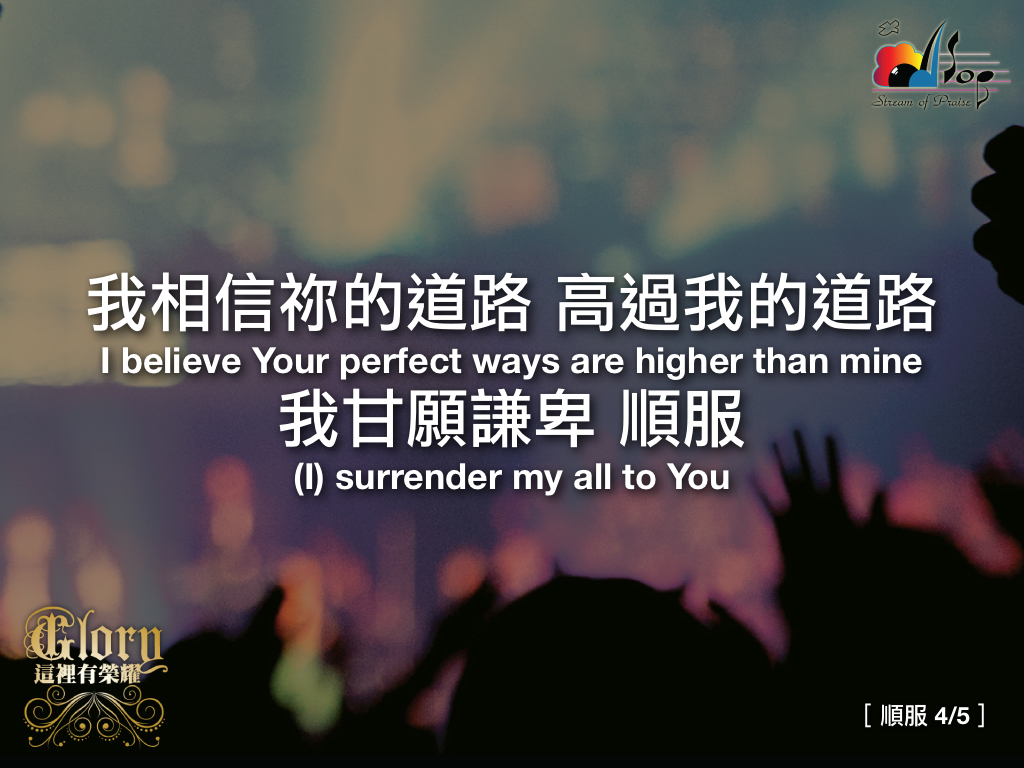 SOP
Stream of Praise
我相信祢的道路 高過我的道路
I believe Your perfect ways are higher than mine
我甘願謙卑 順服
(I) surrender my all to You
Glory
這裡有榮耀
[ 順服 4/5 ]